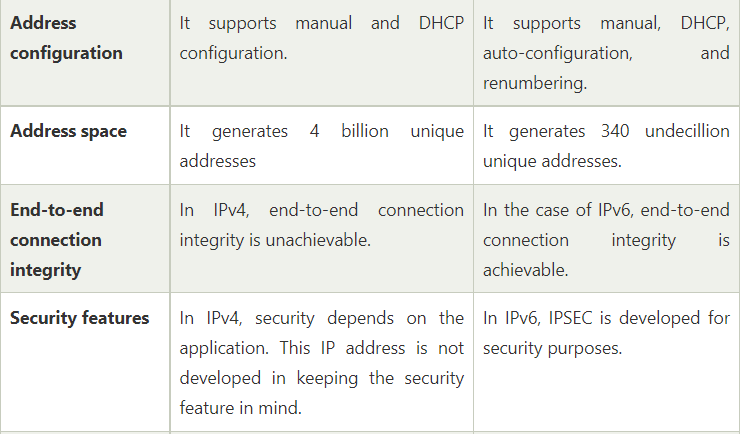 Address
configuration
It supports manual and DHCP
configuration.
It supports manual, DHCP,
auto-configuration, and
renumbering.
Address space
It generates 4 billion unique
addresses
It generates 340 undecillion
unique addresses.
End-to-end
connection
integrity
In IPv4, end-to-end connection
integrity is unachievable.
In the case of IPv6, end-to-end
connection integrity is
achievable.
Security features
In IPv4, security depends on the
application. This IP address is not
developed in keeping the security
feature in mind.
In IPv6, IPSEC is developed for
security purposes.